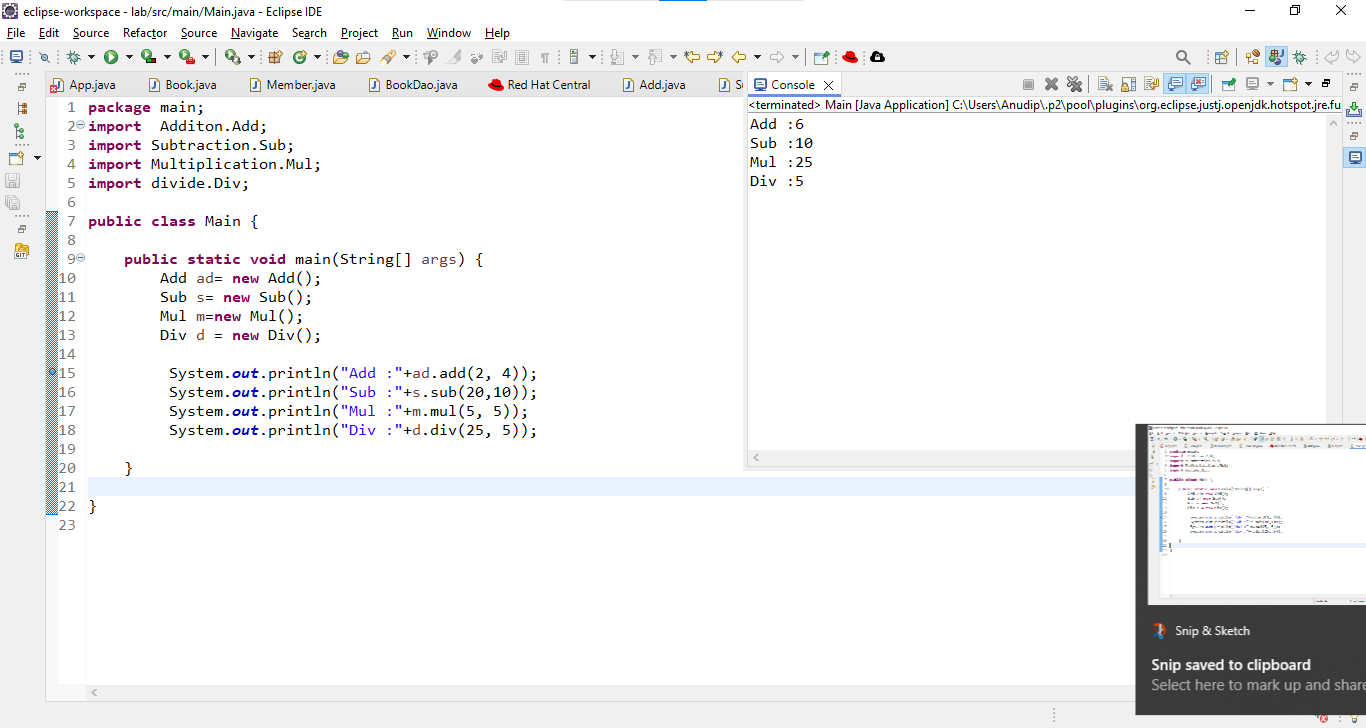 eclipse-workspace - lab/src/main/Main.java - Eclipse IDE
File Edit Source Refactor Source Navigate Search Project Run Window Help
App.java Book.java Member.java BookDao.java Red Hat Central Add.java Console
<terminated> Main [Java Application] C:\Users\Anudip\.p2\pool\plugins\org.eclipse.justj.openjdk.hotspot.jre.fu
Add :6
Sub :10
Mul :25
Div :5
1 package main;
2 import  Additon.Add;
3 import Subtraction.Sub;
4 import Multiplication.Mul;
5 import divide.Div;
6
7 public class Main {
8
9     public static void main(String[] args) {
10         Add ad= new Add();
11         Sub s= new Sub();
12         Mul m=new Mul();
13         Div d = new Div();
14
15          System.out.println("Add :"+ad.add(2, 4));
16          System.out.println("Sub :"+s.sub(20,10));
17          System.out.println("Mul :"+m.mul(5, 5));
18          System.out.println("Div :"+d.div(25, 5));
19
20     }
21
22 }
23
GIT
Snip & Sketch
Snip saved to clipboard
Select here to mark up and share